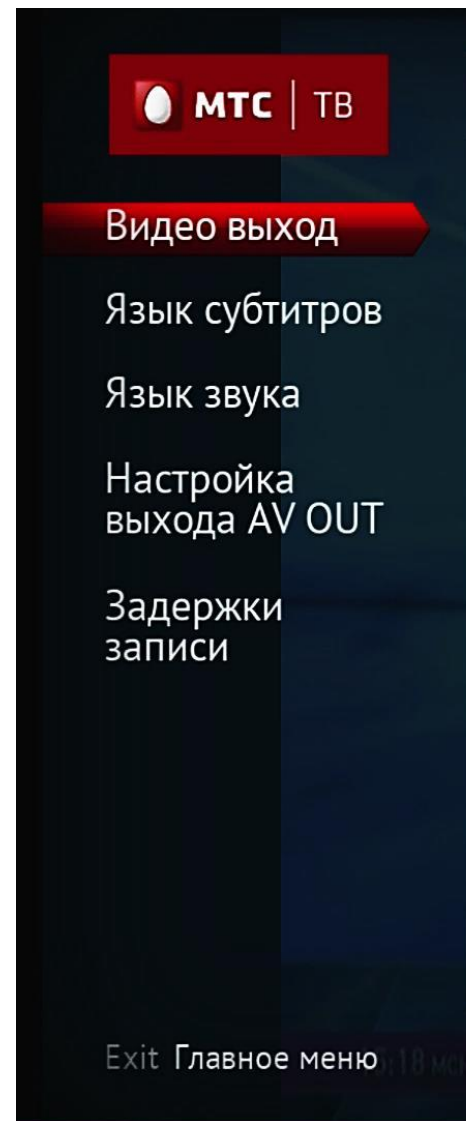 МТС | ТВ
Видео выход
Язык субтитров
Язык звука
Настройка
выхода AV OUT
Задержки
записи
Exit Главное меню